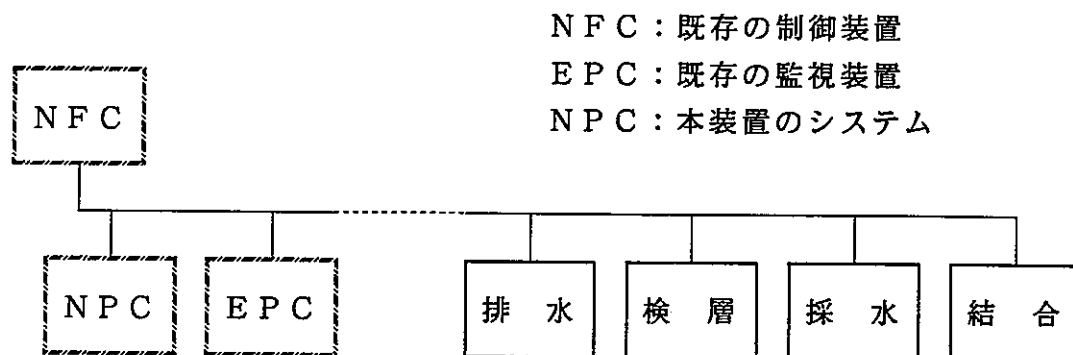 NFC:既存の制御装置
EPC:既存の監視装置
NPC:本装置のシステム
NFC
NPC
EPC
排水
検層
採水
結合